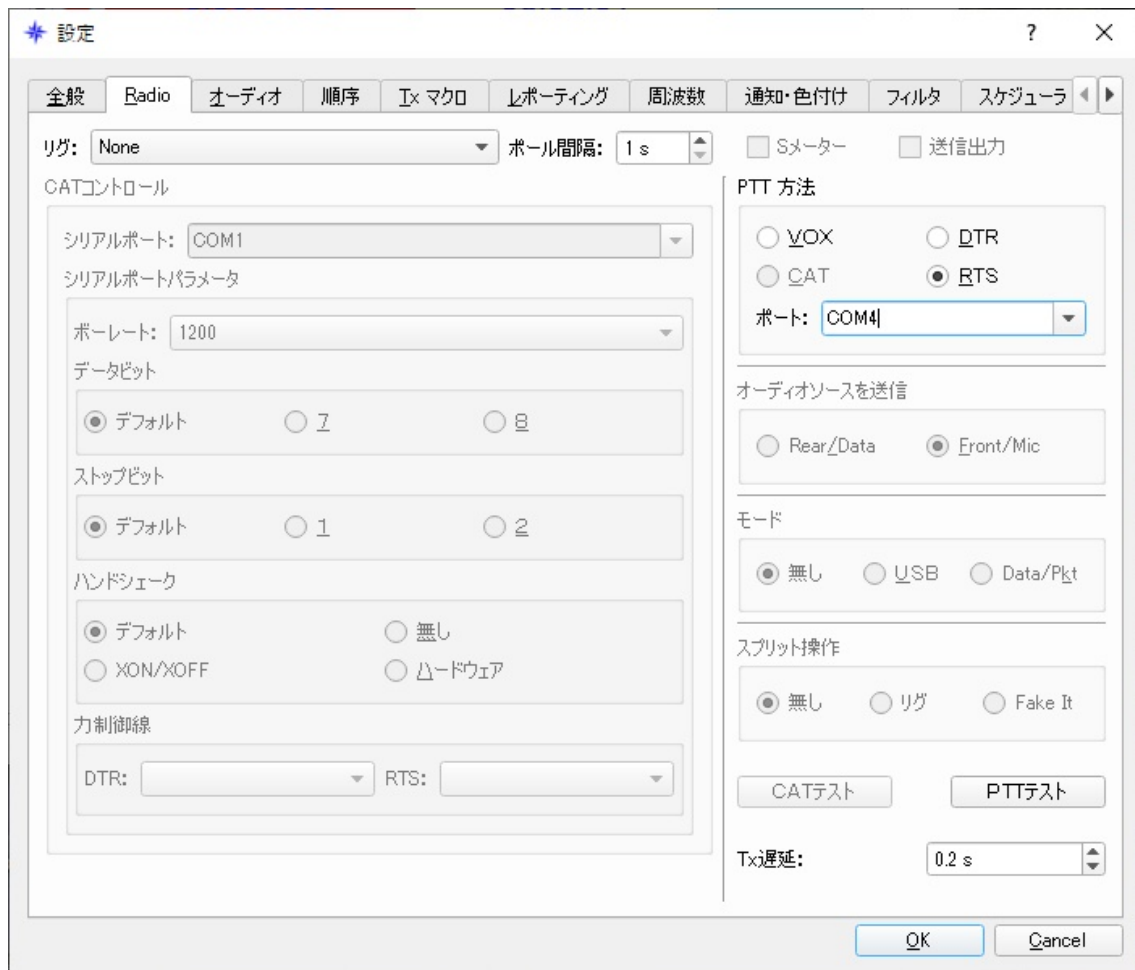 設定 ?
全般 Radio オーディオ 順序 Tx マクロ レポーティング 周波数 通知・色付け フィルタ スケジューラ
リグ: None ポール間隔: 1 s Sメーター 送信出力
CATコントロール
シリアルポート: COM1
シリアルポートパラメータ
ボーレート: 1200
データビット
デフォルト 7 8
ストップビット
デフォルト 1 2
ハンドシェーク
デフォルト 無し
XON/XOFF ハードウェア
力制御線
DTR: RTS:
PTT 方法
VOX DTR
CAT RTS
ポート: COM4
オーディオソースを送信
Rear/Data Front/Mic
モード
無し USB Data/Pkt
スプリット操作
無し リグ Fake It
CATテスト PTTテスト
Tx遅延: 0.2 s
OK Cancel